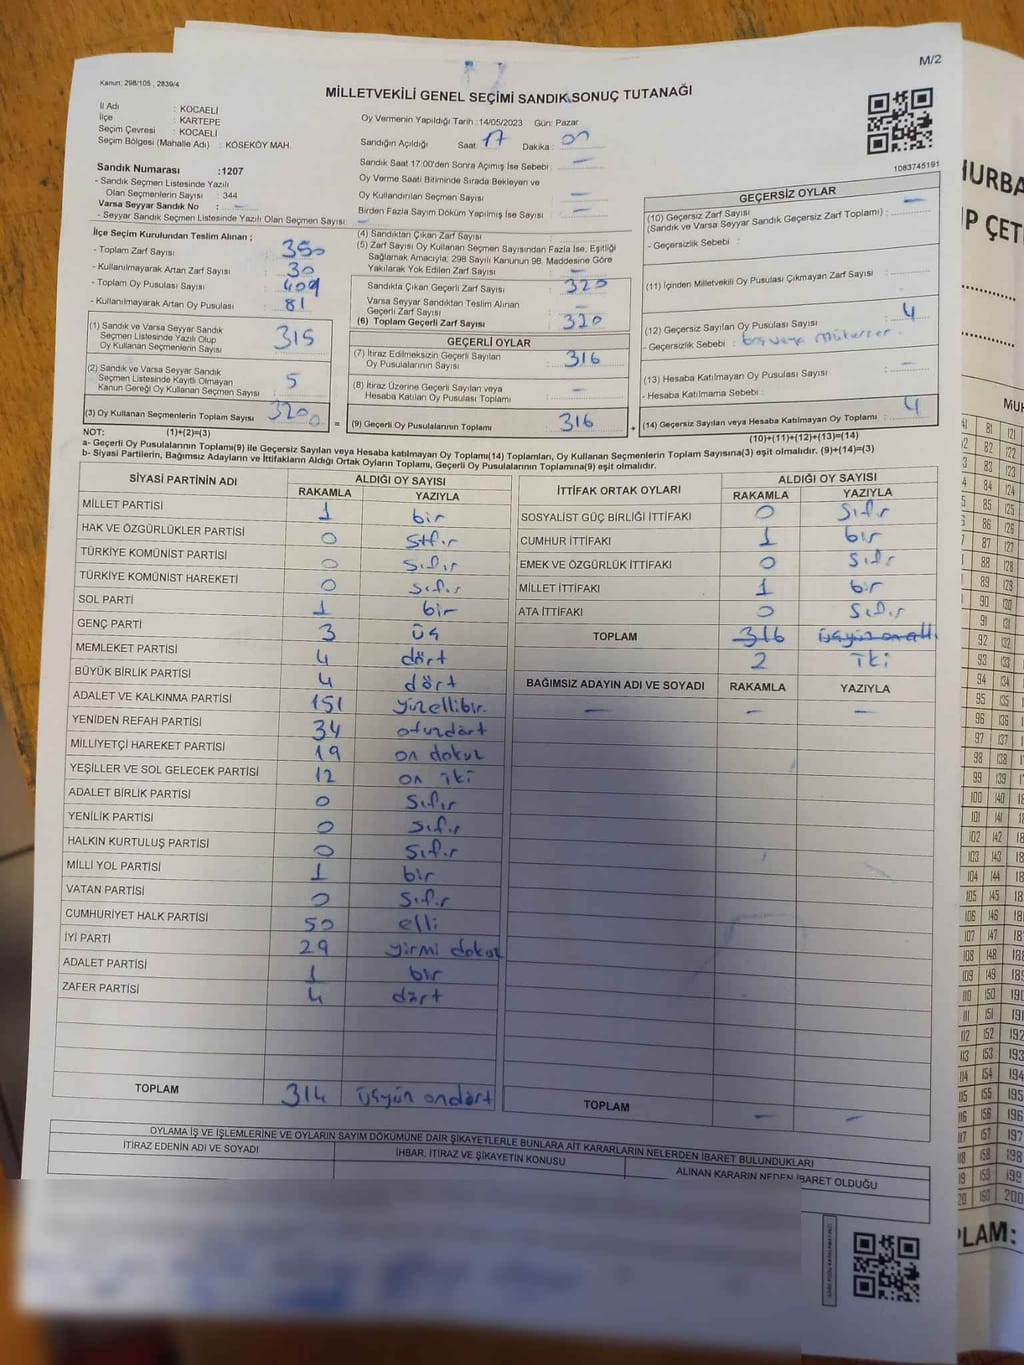 M/2
Kanun: 298/105 , 2839/4
MİLLETVEKİLİ GENEL SEÇİMİ SANDIK SONUÇ TUTANAĞI
İl Adı : KOCAELİ
İlçe : KARTEPE
Seçim Çevresi : KOCAELİ
Seçim Bölgesi (Mahalle Adı) : KÖSEKÖY MAH.
Sandık Numarası :1207
- Sandık Seçmen Listesinde Yazılı
Olan Seçmenlerin Sayısı : 344
Varsa Seyyar Sandık No : -
- Seyyar Sandık Seçmen Listesinde Yazılı Olan Seçmen Sayısı: -
Oy Vermenin Yapıldığı Tarih : 14/05/2023 Gün: Pazar
Sandığın Açıldığı Saat: 17 Dakika :
Sandık Saat 17:00'den Sonra Açımış İse Sebebi : -
Oy Verme Saati Bitiminde Sırada Bekleyen ve
Oy Kullandırılan Seçmen Sayısı : -
Birden Fazla Sayım Döküm Yapılmış İse Sayısı : -
1083745191
İlçe Seçim Kurulundan Teslim Alınan ;
- Toplam Zarf Sayısı : 350
- Kullanılmayarak Artan Zarf Sayısı : 30
- Toplam Oy Pusulası Sayısı : 409
- Kullanılmayarak Artan Oy Pusulası : 81
(1) Sandık ve Varsa Seyyar Sandık
Seçmen Listesinde Yazılı Olup
Oy Kullanan Seçmenlerin Sayısı : 315
(2) Sandık ve Varsa Seyyar Sandık
Seçmen Listesinde Kayıtlı Olmayan
Kanun Gereği Oy Kullanan Seçmen Sayısı : 5
(3) Oy Kullanan Seçmenlerin Toplam Sayısı : 320
(4) Sandıktan Çıkan Zarf Sayısı :
(5) Zarf Sayısı Oy Kullanan Seçmen Sayısından Fazla İse, Eşitliği
Sağlamak Amacıyla, 298 Sayılı Kanunun 98. Maddesine Göre
Yakılarak Yok Edilen Zarf Sayısı : -
Sandıkta Çıkan Geçerli Zarf Sayısı : 320
Varsa Seyyar Sandıktan Teslim Alınan
Geçerli Zarf Sayısı : -
(6) Toplam Geçerli Zarf Sayısı : 320
GEÇERLİ OYLAR
(7) İtiraz Edilmeksizin Geçerli Sayılan
Oy Pusulalarının Sayısı : 316
(8) İtiraz Üzerine Geçerli Sayılan veya
Hesaba Katılan Oy Pusulası Toplamı : -
= (9) Geçerli Oy Pusulalarının Toplamı : 316
GEÇERSİZ OYLAR
(10) Geçersiz Zarf Sayısı
(Sandık ve Varsa Seyyar Sandık Geçersiz Zarf Toplamı) : -
- Geçersizlik Sebebi :
(11) İçinden Milletvekili Oy Pusulası Çıkmayan Zarf Sayısı :
(12) Geçersiz Sayılan Oy Pusulası Sayısı : 4
- Geçersizlik Sebebi :
(13) Hesaba Katılmayan Oy Pusulası Sayısı : -
- Hesaba Katılmama Sebebi :
+ (14) Geçersiz Sayılan veya Hesaba Katılmayan Oy Toplamı : 4
NOT: (1)+(2)=(3) (10)+(11)+(12)+(13)=(14)
a- Geçerli Oy Pusulalarının Toplamı(9) ile Geçersiz Sayılan veya Hesaba katılmayan Oy Toplamı(14) Toplamları, Oy Kullanan Seçmenlerin Toplam Sayısına(3) eşit olmalıdır. (9)+(14)=(3)
b- Siyasi Partilerin, Bağımsız Adayların ve İttifakların Aldığı Ortak Oyların Toplamı, Geçerli Oy Pusulalarının Toplamına(9) eşit olmalıdır.
SİYASİ PARTİNİN ADI ALDIĞI OY SAYISI
RAKAMLA YAZIYLA
MİLLET PARTİSİ 1 bir
HAK VE ÖZGÜRLÜKLER PARTİSİ 0 sıfır
TÜRKİYE KOMÜNİST PARTİSİ 0 sıfır
TÜRKİYE KOMÜNİST HAREKETİ 0 sıfır
SOL PARTİ 1 bir
GENÇ PARTİ 3 üç
MEMLEKET PARTİSİ 4 dört
BÜYÜK BİRLİK PARTİSİ 4 dört
ADALET VE KALKINMA PARTİSİ 151 yüzellibir
YENİDEN REFAH PARTİSİ 34 otuzdört
MİLLİYETÇİ HAREKET PARTİSİ 19 on dokuz
YEŞİLLER VE SOL GELECEK PARTİSİ 12 on iki
ADALET BİRLİK PARTİSİ 0 sıfır
YENİLİK PARTİSİ 0 sıfır
HALKIN KURTULUŞ PARTİSİ 0 sıfır
MİLLİ YOL PARTİSİ 1 bir
VATAN PARTİSİ 0 sıfır
CUMHURİYET HALK PARTİSİ 50 elli
İYİ PARTİ 29 yirmi dokuz
ADALET PARTİSİ 1 bir
ZAFER PARTİSİ 4 dört
TOPLAM 314 üçyüz ondört
İTTİFAK ORTAK OYLARI ALDIĞI OY SAYISI
RAKAMLA YAZIYLA
SOSYALİST GÜÇ BİRLİĞİ İTTİFAKI 0 sıfır
CUMHUR İTTİFAKI 1 bir
EMEK VE ÖZGÜRLÜK İTTİFAKI 0 sıfır
MİLLET İTTİFAKI 1 bir
ATA İTTİFAKI 0 sıfır
TOPLAM 316 üçyüz onaltı
2 iki
BAĞIMSIZ ADAYIN ADI VE SOYADI RAKAMLA YAZIYLA
- - -
TOPLAM - -
OYLAMA İŞ VE İŞLEMLERİNE VE OYLARIN SAYIM DÖKÜMÜNE DAİR ŞİKAYETLERLE BUNLARA AİT KARARLARIN NELERDEN İBARET BULUNDUKLARI
İTİRAZ EDENİN ADI VE SOYADI İHBAR, İTİRAZ VE ŞİKAYETİN KONUSU ALINAN KARARIN NEDEN İBARET OLDUĞU